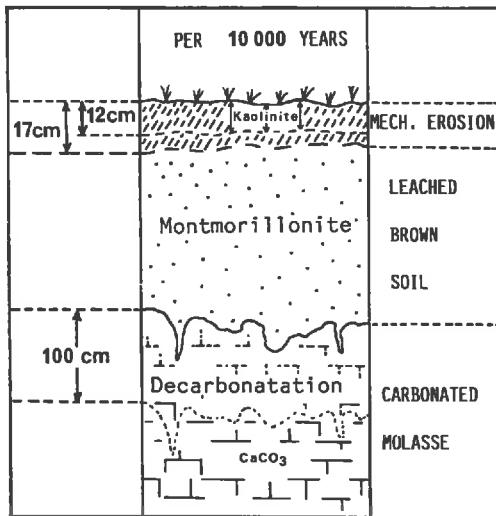 PER 10 000 YEARS
12cm
17cm
Kaolinite
MECH. EROSION
LEACHED
Montmorillonite
BROWN
SOIL
100 cm
Decarbonatation
CARBONATED
MOLASSE
CaCO3